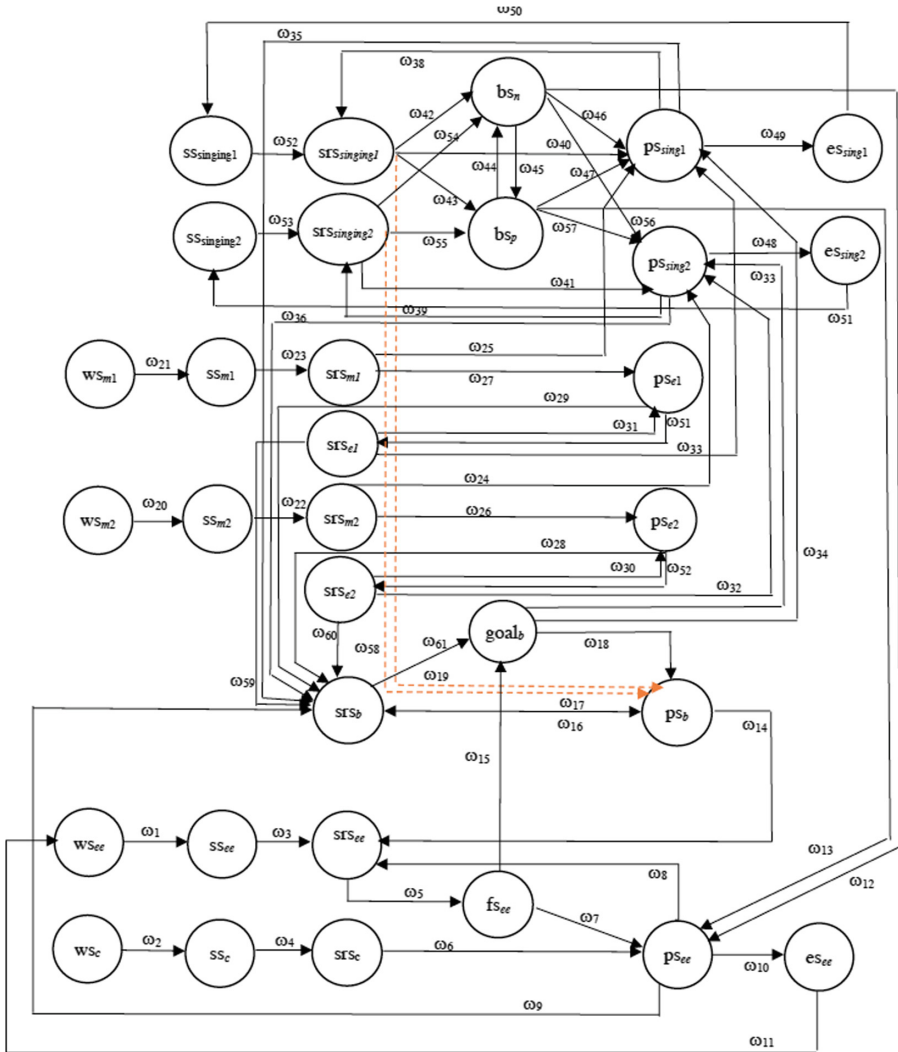 ω50
ω35
ω38
bsn
ω42
ω46
ω54
sssinging1
ω52
srssinging1
ω40
pssing1
ω49
essing1
ω44
ω45
ω47
ω43
ω53
sssinging2
srssinging2
ω55
bsp
ω57
ω56
ω48
essing2
pssing2
ω33
ω41
ω36
ω39
ω51
ω25
ω21
ω23
wsm1
ssm1
srsm1
ω27
pse1
ω29
ω31
ω51
srse1
ω33
ω24
ω20
ω22
wsm2
ssm2
srsm2
ω26
pse2
ω28
ω34
ω30
ω52
srse2
ω32
ω60
ω58
ω61
goalb
ω18
ω59
ω19
srsb
ω17
psb
ω14
ω16
ω15
wsee
ω1
ssee
ω3
srsee
ω13
ω8
ω12
ω5
fsee
ω7
wsc
ω2
ssc
ω4
srsc
ω6
psee
ω10
esee
ω9
ω11